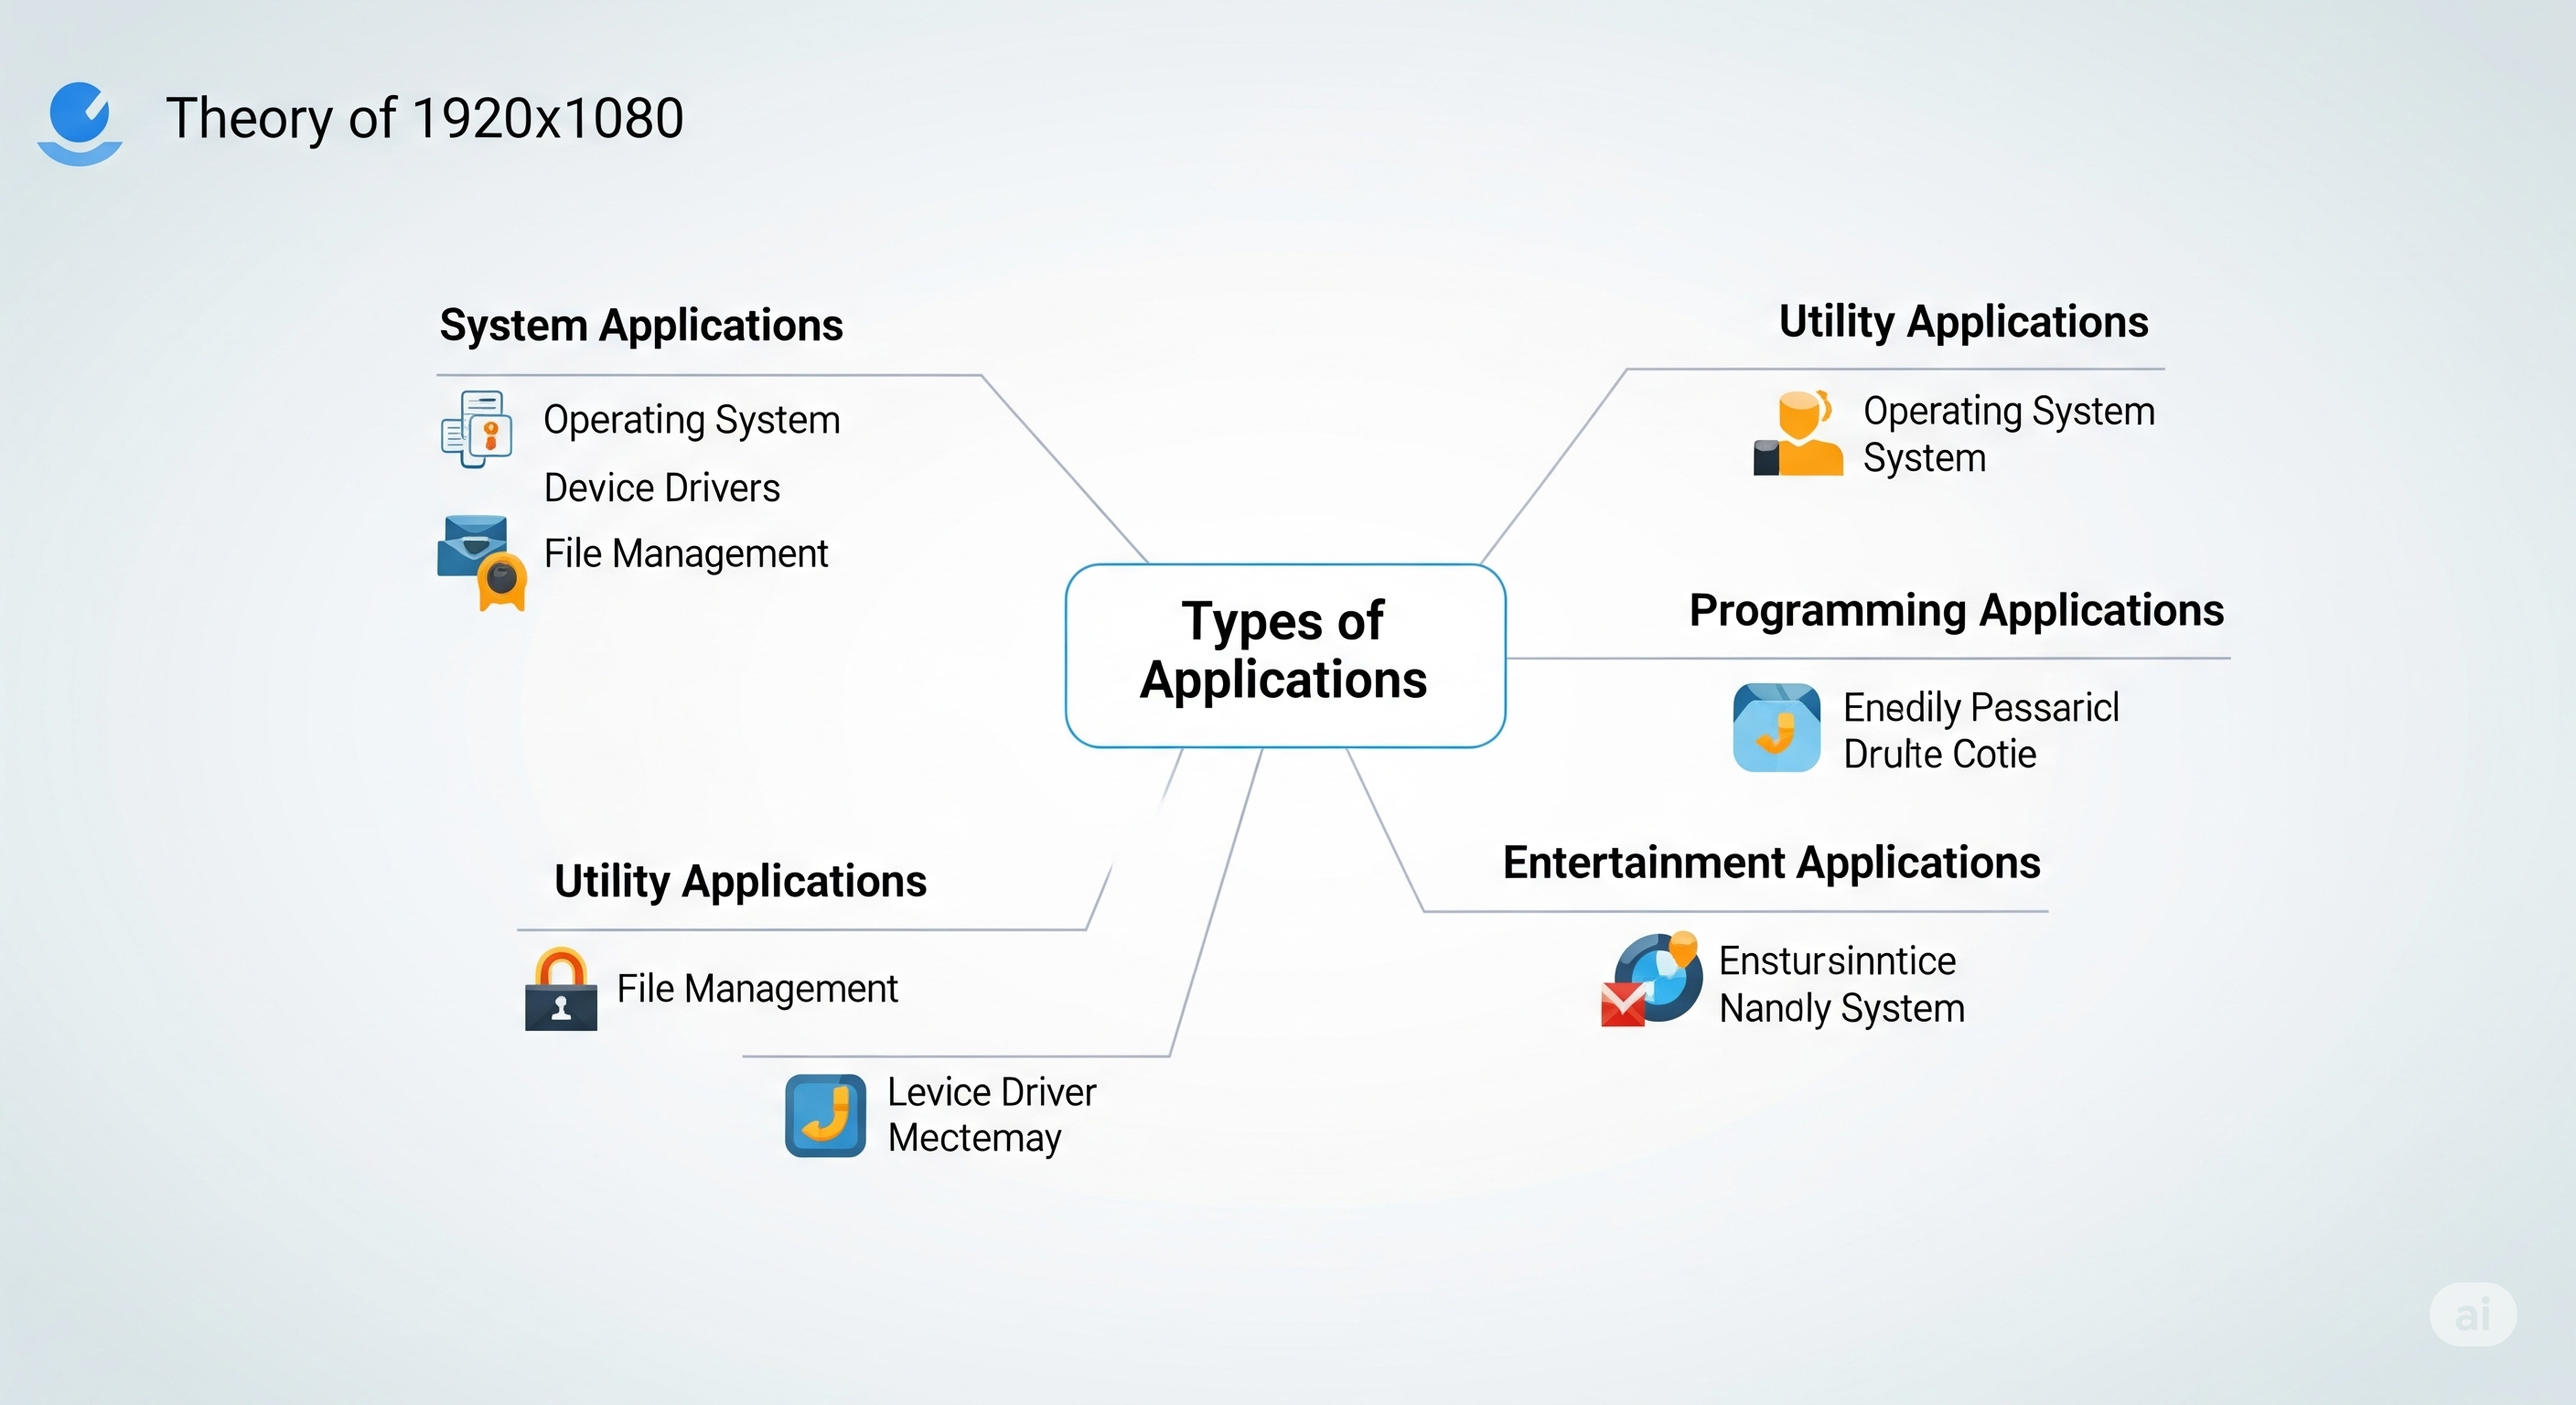 Theory of 1920x1080
System Applications
Operating System
Device Drivers
File Management
Utility Applications
Operating System
System
Types of
Applications
Programming Applications
Enedily Pessaricl
Drulte Cotie
Utility Applications
File Management
Levice Driver
Mectemay
Entertainment Applications
Enstursinntice
Nandly System
ai